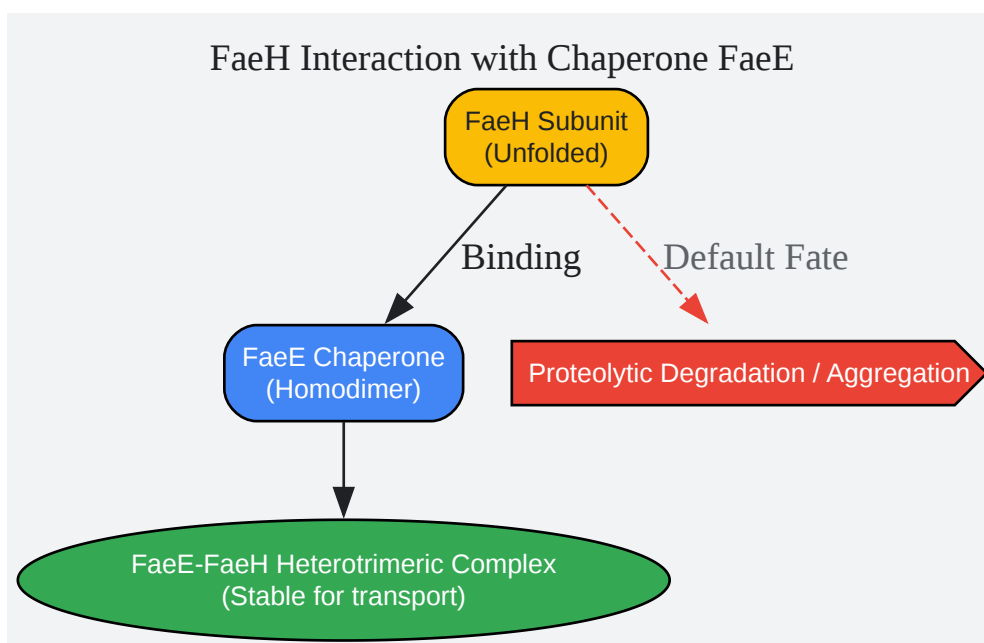 FaeH Interaction with Chaperone FaeE
FaeH Subunit
(Unfolded)
Binding
Default Fate
FaeE Chaperone
(Homodimer)
Proteolytic Degradation / Aggregation
FaeE-FaeH Heterotrimeric Complex
(Stable for transport)